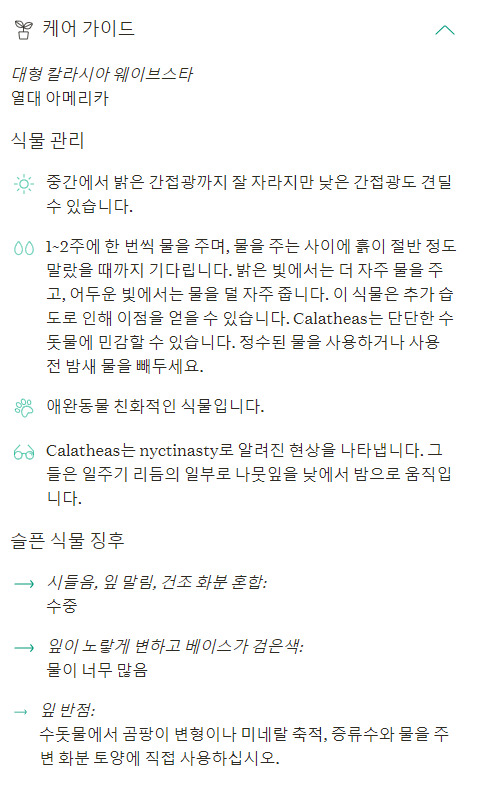 케어 가이드
대형 칼라시아 웨이브스타
열대 아메리카
식물 관리
중간에서 밝은 간접광까지 잘 자라지만 낮은 간접광도 견딜
수 있습니다.
1~2주에 한 번씩 물을 주며, 물을 주는 사이에 흙이 절반 정도
말랐을 때까지 기다립니다. 밝은 빛에서는 더 자주 물을 주
고, 어두운 빛에서는 물을 덜 자주 줍니다. 이 식물은 추가 습
도로 인해 이점을 얻을 수 있습니다. Calatheas는 단단한 수
돗물에 민감할 수 있습니다. 정수된 물을 사용하거나 사용
전 밤새 물을 빼두세요.
애완동물 친화적인 식물입니다.
Calatheas는 nyctinasty로 알려진 현상을 나타냅니다. 그
들은 일주기 리듬의 일부로 나뭇잎을 낮에서 밤으로 움직입
니다.
슬픈 식물 징후
시들음, 잎 말림, 건조 화분 혼합:
수중
잎이 노랗게 변하고 베이스가 검은색:
물이 너무 많음
잎 반점:
수돗물에서 곰팡이 변형이나 미네랄 축적, 증류수와 물을 주
변 화분 토양에 직접 사용하십시오.